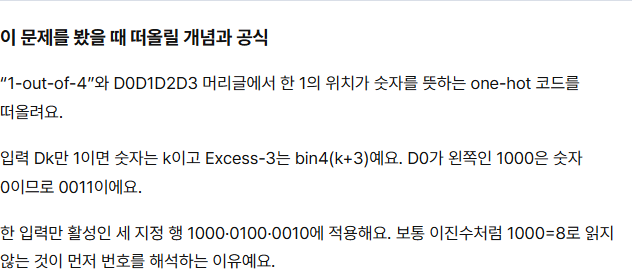 이 문제를 봤을 때 떠올릴 개념과 공식
“1-out-of-4”와 D0D1D2D3 머리글에서 한 1의 위치가 숫자를 뜻하는 one-hot 코드를
떠올려요.
입력 Dk만 1이면 숫자는 k이고 Excess-3는 bin4(k+3)예요. D0가 왼쪽인 1000은 숫자
0이므로 0011이에요.
한 입력만 활성인 세 지정 행 1000·0100·0010에 적용해요. 보통 이진수처럼 1000=8로 읽지
않는 것이 먼저 번호를 해석하는 이유예요.